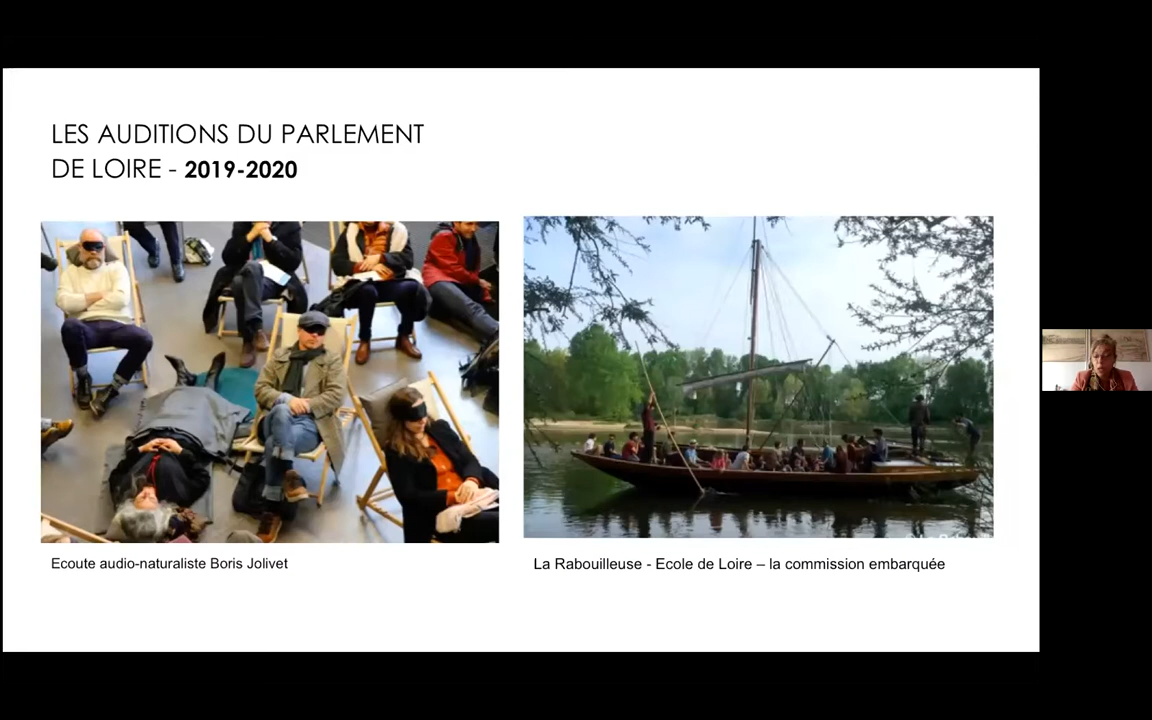 LES AUDITIONS DU PARLEMENT
DE LOIRE - 2019-2020
Ecoute audio-naturaliste Boris Jolivet
La Rabouilleuse - Ecole de Loire – la commission embarquée